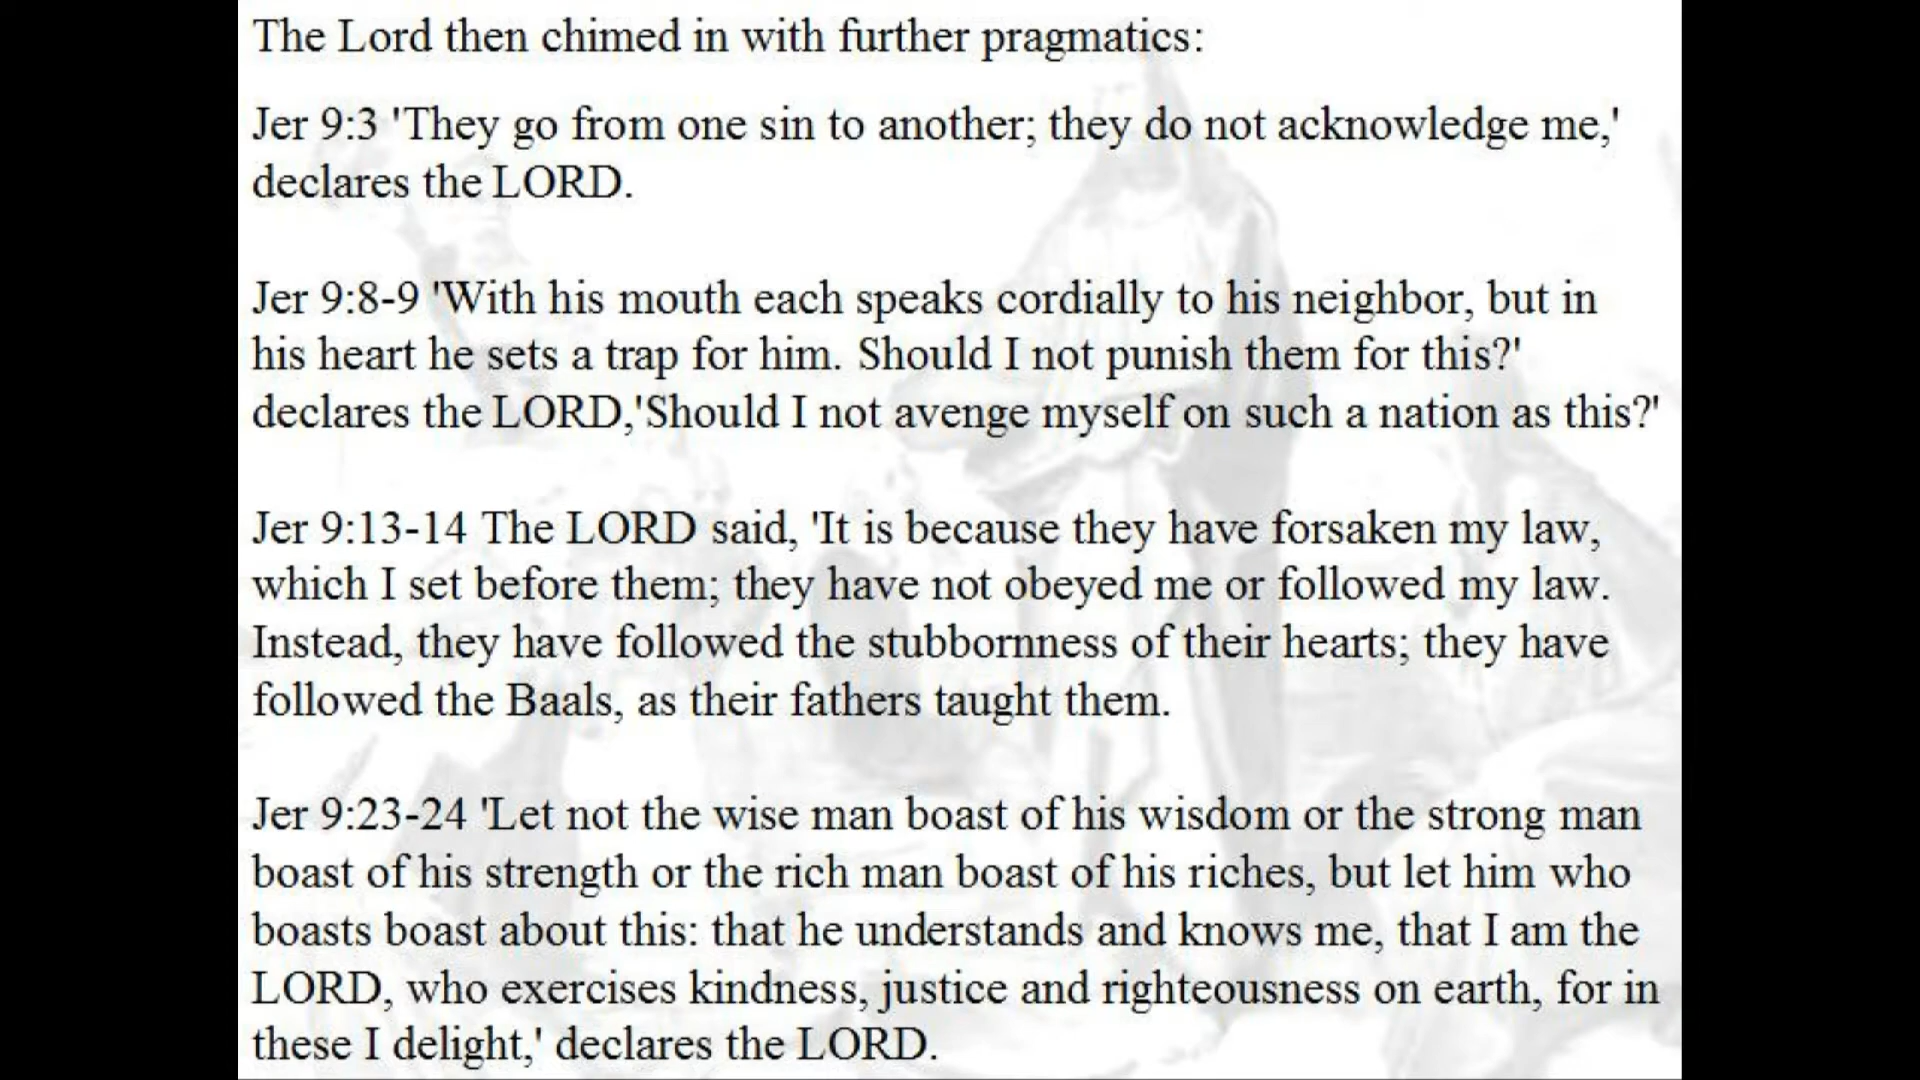 The Lord then chimed in with further pragmatics:
Jer 9:3 'They go from one sin to another; they do not acknowledge me,'
declares the LORD.
Jer 9:8-9 'With his mouth each speaks cordially to his neighbor, but in
his heart he sets a trap for him. Should I not punish them for this?'
declares the LORD,'Should I not avenge myself on such a nation as this?'
Jer 9:13-14 The LORD said, 'It is because they have forsaken my law,
which I set before them; they have not obeyed me or followed my law.
Instead, they have followed the stubbornness of their hearts; they have
followed the Baals, as their fathers taught them.
Jer 9:23-24 'Let not the wise man boast of his wisdom or the strong man
boast of his strength or the rich man boast of his riches, but let him who
boasts boast about this: that he understands and knows me, that I am the
LORD, who exercises kindness, justice and righteousness on earth, for in
these I delight,' declares the LORD.